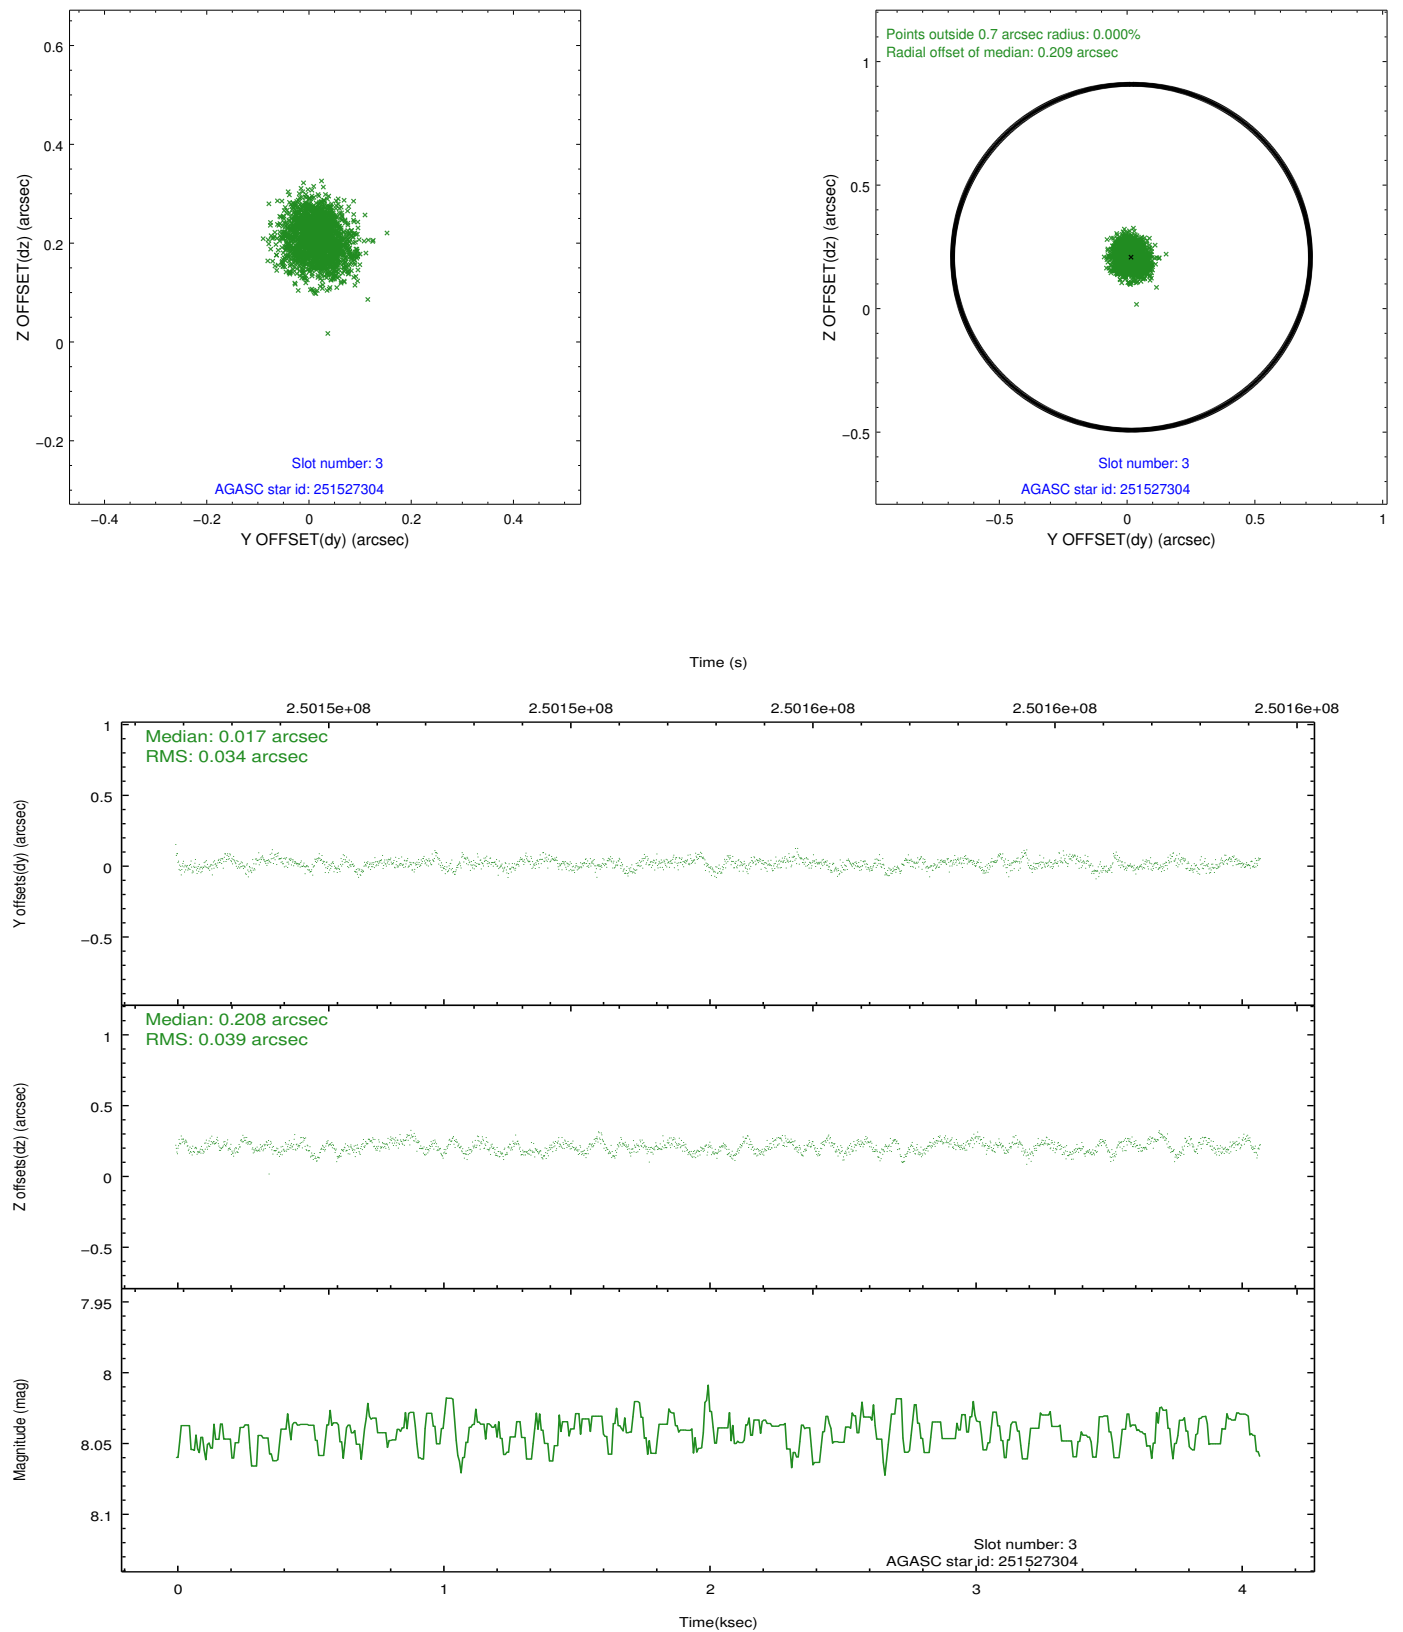 0.6
0.4
0.2
0
−0.2
Z OFFSET(dz) (arcsec)
Slot number: 3
AGASC star id: 251527304
−0.4
−0.2
0
0.2
0.4
Y OFFSET(dy) (arcsec)
Points outside 0.7 arcsec radius: 0.000%
Radial offset of median: 0.209 arcsec
1
0.5
0
−0.5
Z OFFSET(dz) (arcsec)
Slot number: 3
AGASC star id: 251527304
−0.5
0
0.5
1
Y OFFSET(dy) (arcsec)
Time (s)
2.5015e+08
2.5015e+08
2.5016e+08
2.5016e+08
2.5016e+08
Median: 0.017 arcsec
RMS: 0.034 arcsec
1
0.5
0
−0.5
Y offsets(dy) (arcsec)
Median: 0.208 arcsec
RMS: 0.039 arcsec
1
0.5
0
−0.5
Z offsets(dz) (arcsec)
7.95
8
8.05
8.1
Magnitude (mag)
Slot number: 3
AGASC star id: 251527304
0
1
2
3
4
Time(ksec)